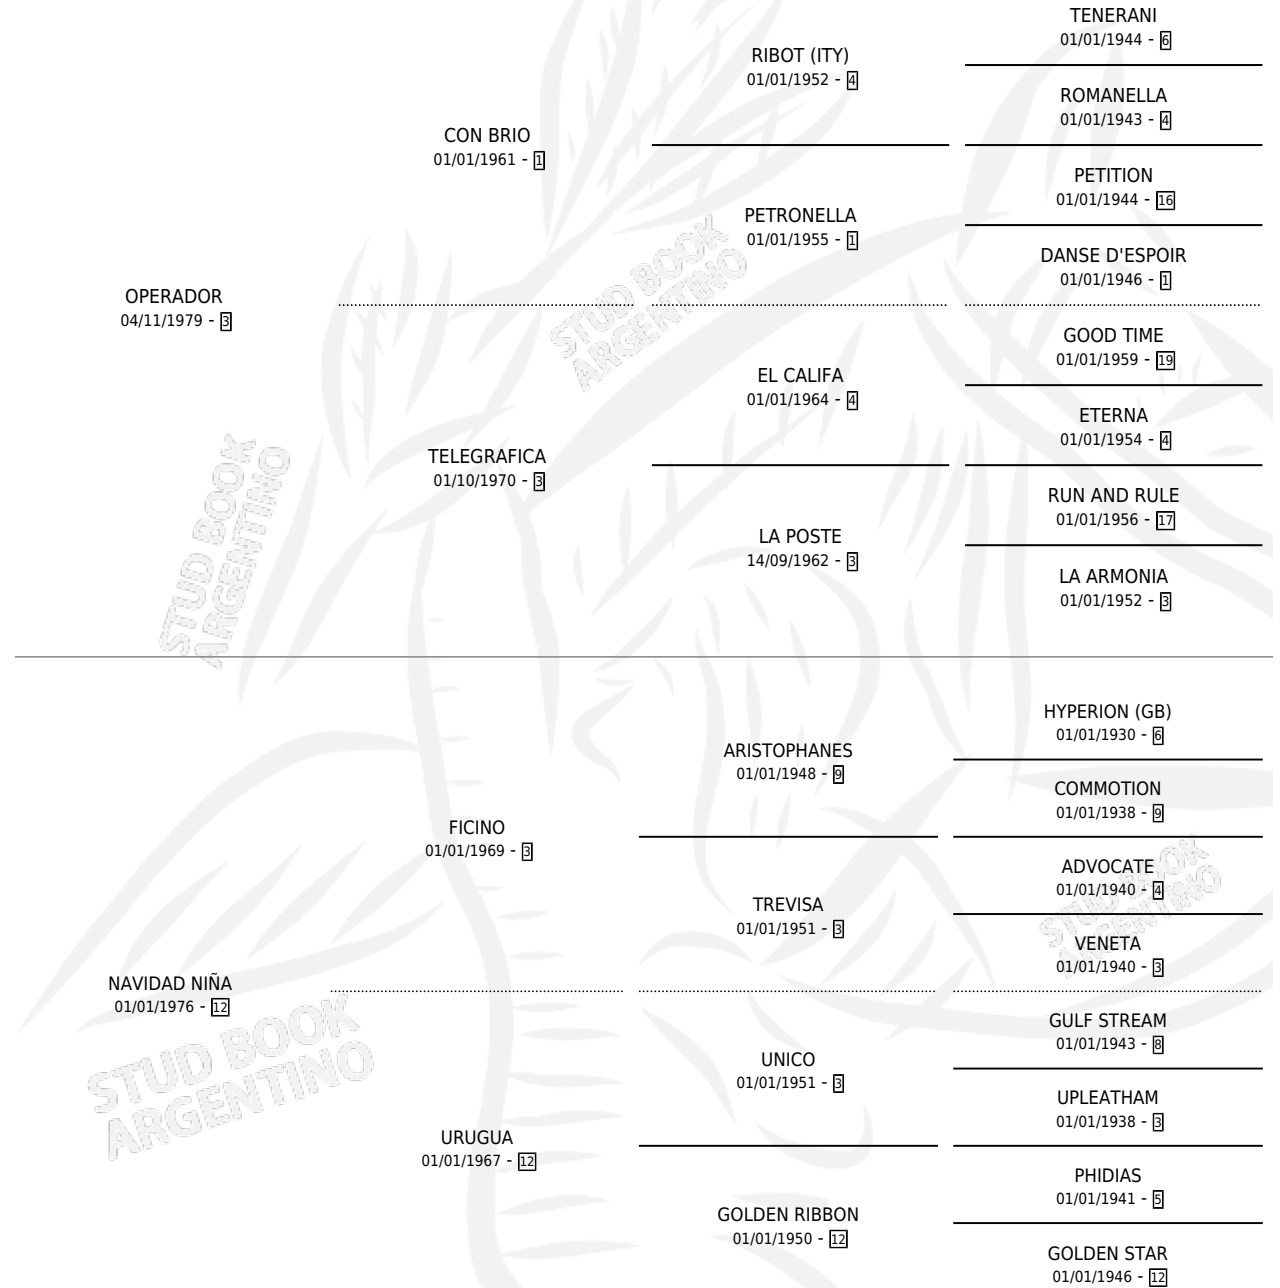 TENERANI
01/01/1944 - 6
RIBOT (ITY)
01/01/1952 - 4
ROMANELLA
01/01/1943 - 4
CON BRIO
01/01/1961 - 1
PETITION
01/01/1944 - 16
PETRONELLA
01/01/1955 - 1
DANSE D'ESPOIR
01/01/1946 - 1
OPERADOR
04/11/1979 - 3
GOOD TIME
01/01/1959 - 19
EL CALIFA
01/01/1964 - 4
ETERNA
01/01/1954 - 4
TELEGRAFICA
01/10/1970 - 3
RUN AND RULE
01/01/1956 - 17
LA POSTE
14/09/1962 - 3
LA ARMONIA
01/01/1952 - 3
HYPERION (GB)
01/01/1930 - 6
ARISTOPHANES
01/01/1948 - 9
COMMOTION
01/01/1938 - 9
FICINO
01/01/1969 - 3
ADVOCATE
01/01/1940 - 4
TREVISA
01/01/1951 - 3
VENETA
01/01/1940 - 3
NAVIDAD NIÑA
01/01/1976 - 12
GULF STREAM
01/01/1943 - 8
UNICO
01/01/1951 - 3
UPLEATHAM
01/01/1938 - 3
URUGUA
01/01/1967 - 12
PHIDIAS
01/01/1941 - 5
GOLDEN RIBBON
01/01/1950 - 12
GOLDEN STAR
01/01/1946 - 12
STUD BOOK
ARGENTINO
STUD BOOK
ARGENTINO
STUD BOOK
ARGENTINO
STUD BOOK
ARGENTINO